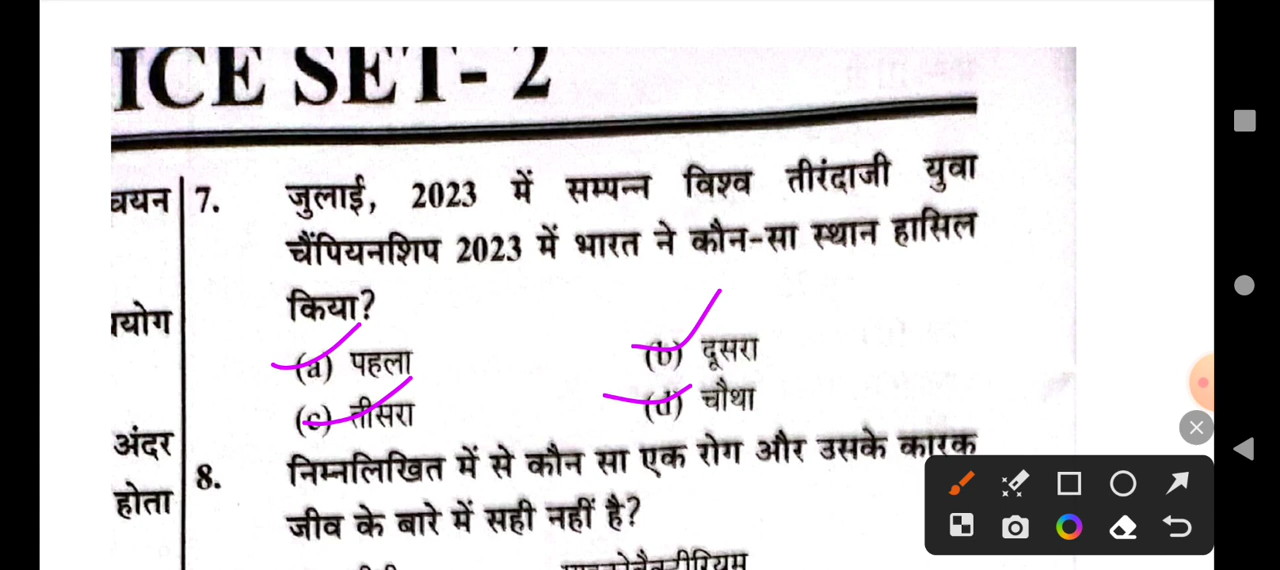 ICE SET- 2
चयन
7. जुलाई, 2023 में सम्पन्न विश्व तीरंदाजी युवा
चैंपियनशिप 2023 में भारत ने कौन-सा स्थान हासिल
योग
किया?
(a) पहला
(b) दूसरा
(c) तीसरा
(d) चौथा
अंदर
8. निम्नलिखित में से कौन सा एक रोग और उसके कारक
होता
जीव के बारे में सही नहीं है?